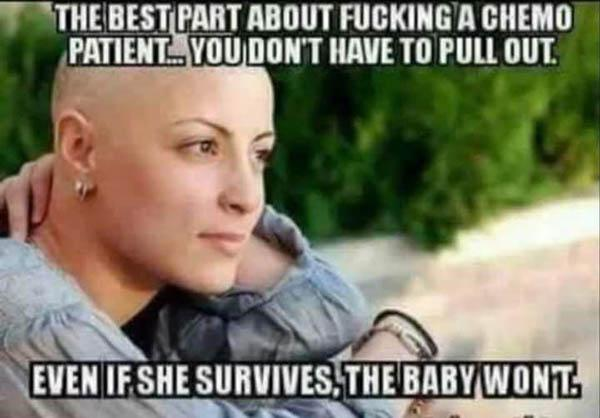 THE BEST PART ABOUT FUCKING A CHEMO
PATIENT... YOU DON'T HAVE TO PULL OUT.
EVEN IF SHE SURVIVES, THE BABY WON'T.